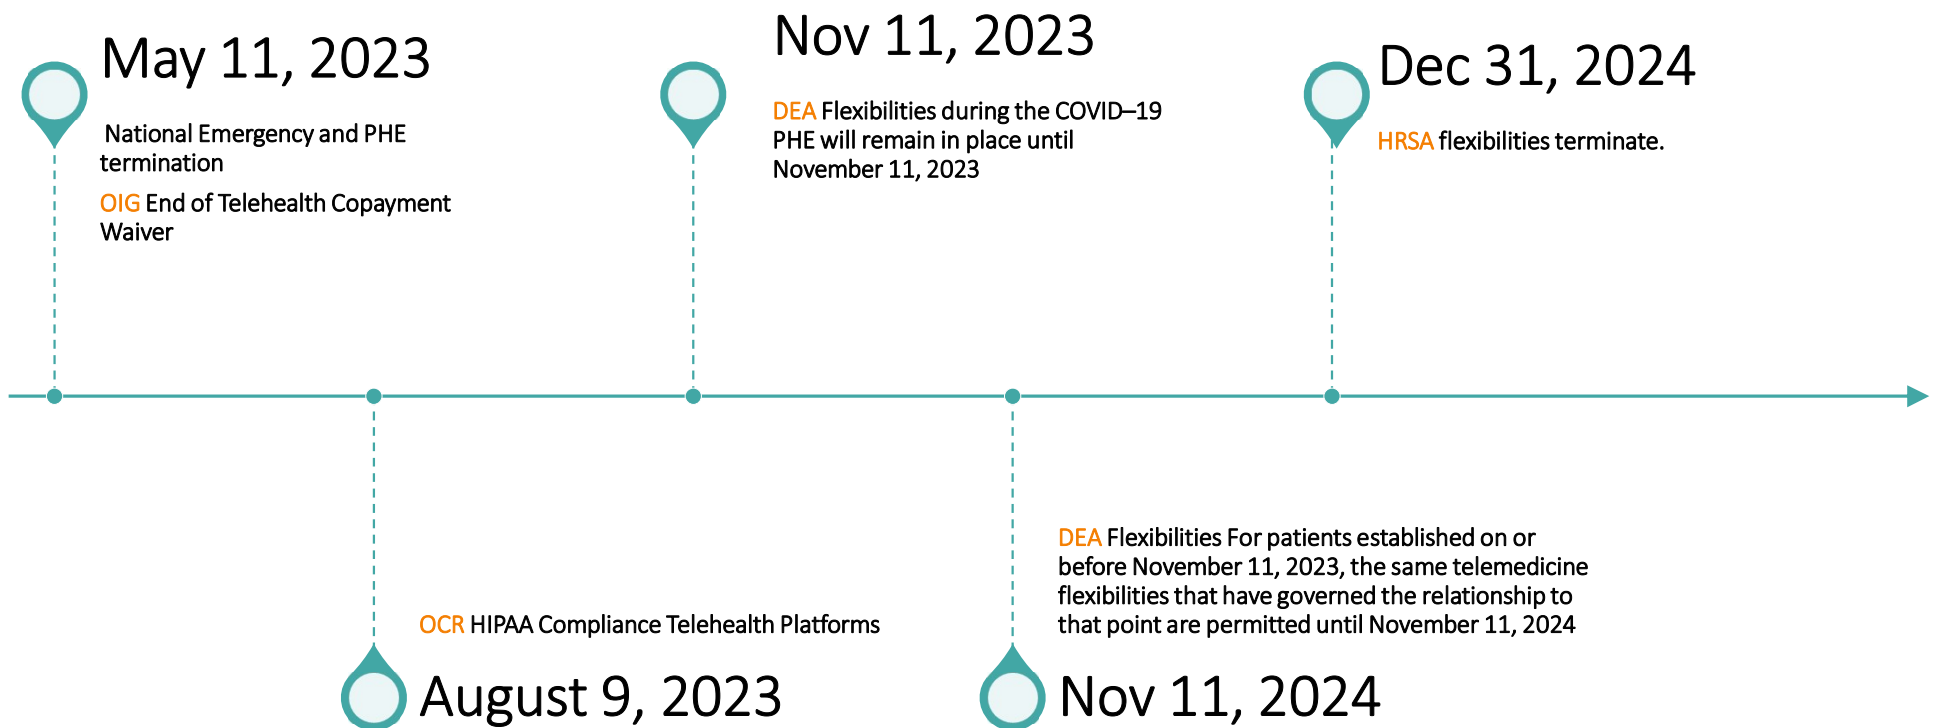 May 11, 2023
National Emergency and PHE
termination
OIG End of Telehealth Copayment
Waiver
Nov 11, 2023
DEA Flexibilities during the COVID–19
PHE will remain in place until
November 11, 2023
Dec 31, 2024
HRSA flexibilities terminate.
OCR HIPAA Compliance Telehealth Platforms
August 9, 2023
DEA Flexibilities For patients established on or
before November 11, 2023, the same telemedicine
flexibilities that have governed the relationship to
that point are permitted until November 11, 2024
Nov 11, 2024